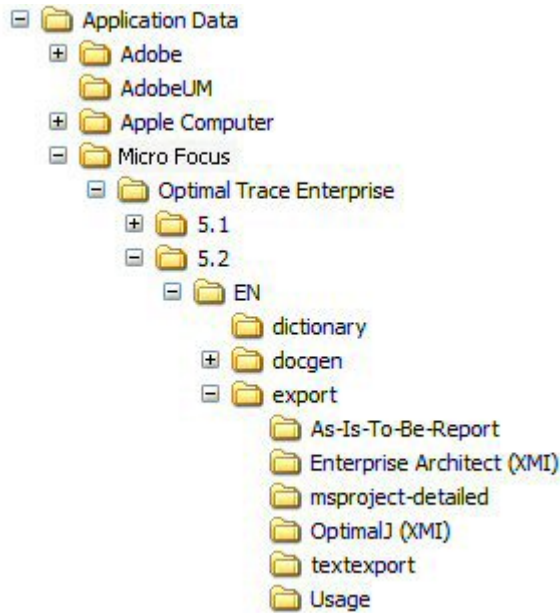 Application Data
Adobe
AdobeUM
Apple Computer
Micro Focus
Optimal Trace Enterprise
5.1
5.2
EN
dictionary
docgen
export
As-Is-To-Be-Report
Enterprise Architect (XMI)
msproject-detailed
OptimalJ (XMI)
textexport
Usage